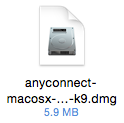 anyconnect-
macosx-...-k9.dmg
5.9 MB